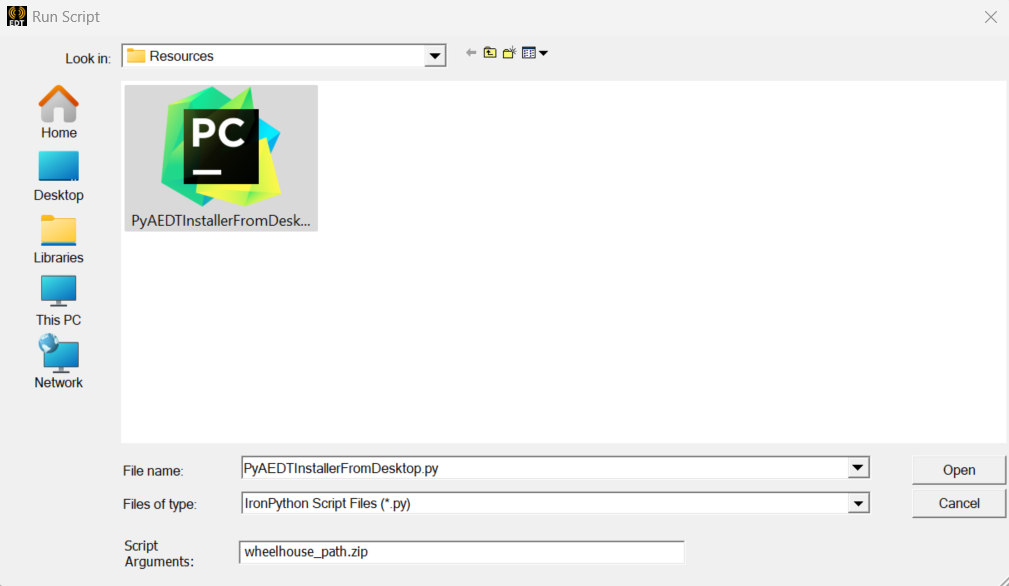 EDT
Run Script
Look in:
Resources
Home
Desktop
Libraries
This PC
Network
PC
PyAEDTInstallerFromDesk...
File name:
PyAEDTInstallerFromDesktop.py
Open
Files of type:
IronPython Script Files (*.py)
Cancel
Script
Arguments:
wheelhouse_path.zip